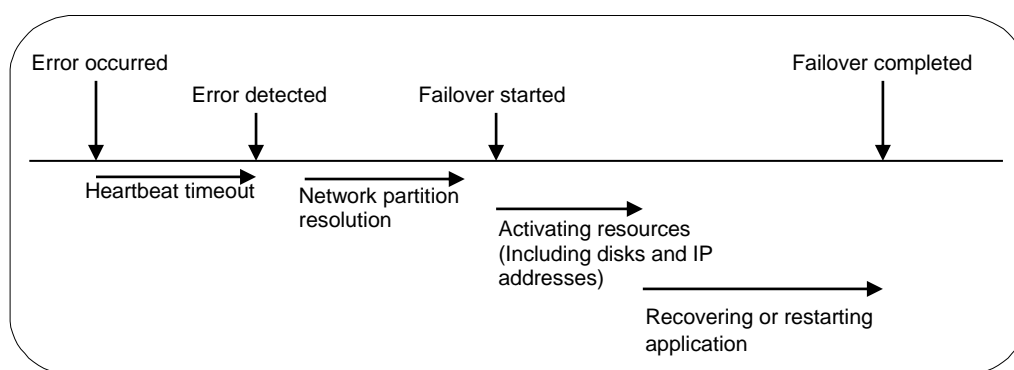 Error occurred
Failover completed
Error detected
Failover started
Heartbeat timeout
Network partition
resolution
Activating resources
(Including disks and IP
addresses)
Recovering or restarting
application